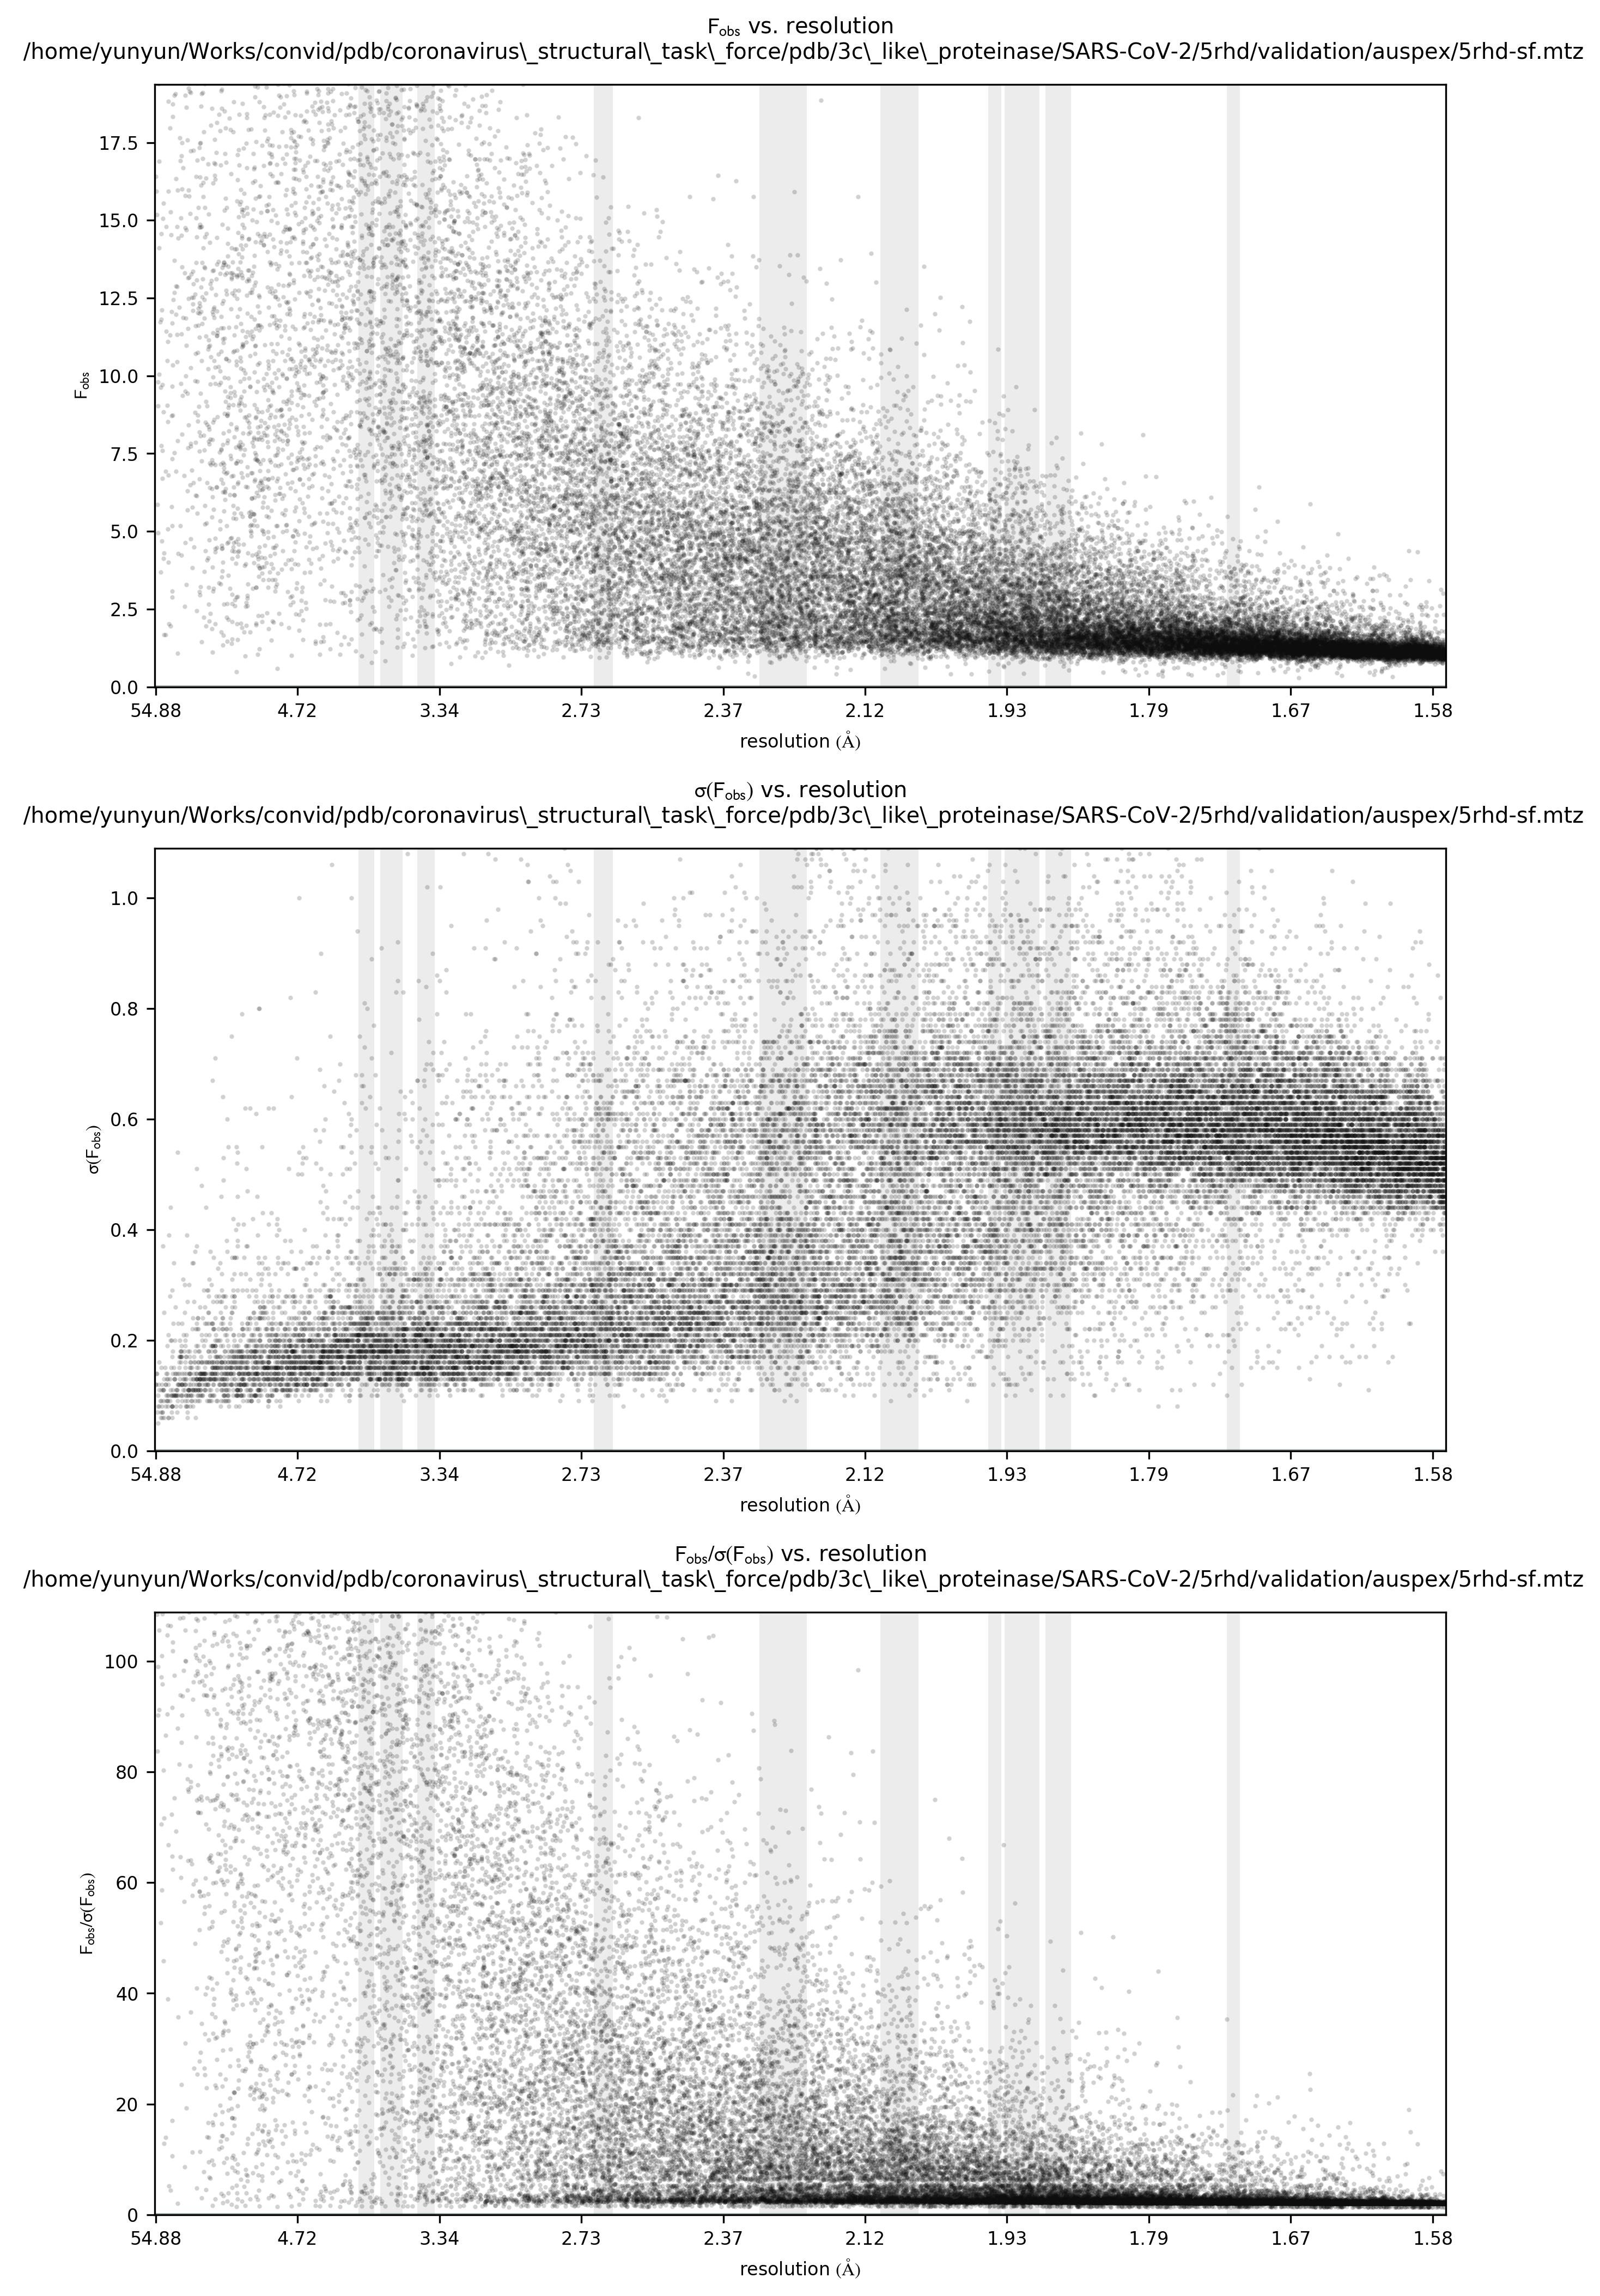 F_obs vs. resolution
/home/yunyun/Works/convid/pdb/coronavirus\_structural\_task\_force/pdb/3c\_like\_proteinase/SARS-CoV-2/5rhd/validation/auspex/5rhd-sf.mtz
17.5
15.0
12.5
10.0
7.5
5.0
2.5
0.0
F_obs
54.88 4.72 3.34 2.73 2.37 2.12 1.93 1.79 1.67 1.58
resolution (Å)
σ(F_obs) vs. resolution
/home/yunyun/Works/convid/pdb/coronavirus\_structural\_task\_force/pdb/3c\_like\_proteinase/SARS-CoV-2/5rhd/validation/auspex/5rhd-sf.mtz
1.0
0.8
0.6
0.4
0.2
0.0
σ(F_obs)
54.88 4.72 3.34 2.73 2.37 2.12 1.93 1.79 1.67 1.58
resolution (Å)
F_obs/σ(F_obs) vs. resolution
/home/yunyun/Works/convid/pdb/coronavirus\_structural\_task\_force/pdb/3c\_like\_proteinase/SARS-CoV-2/5rhd/validation/auspex/5rhd-sf.mtz
100
80
60
40
20
0
F_obs/σ(F_obs)
54.88 4.72 3.34 2.73 2.37 2.12 1.93 1.79 1.67 1.58
resolution (Å)